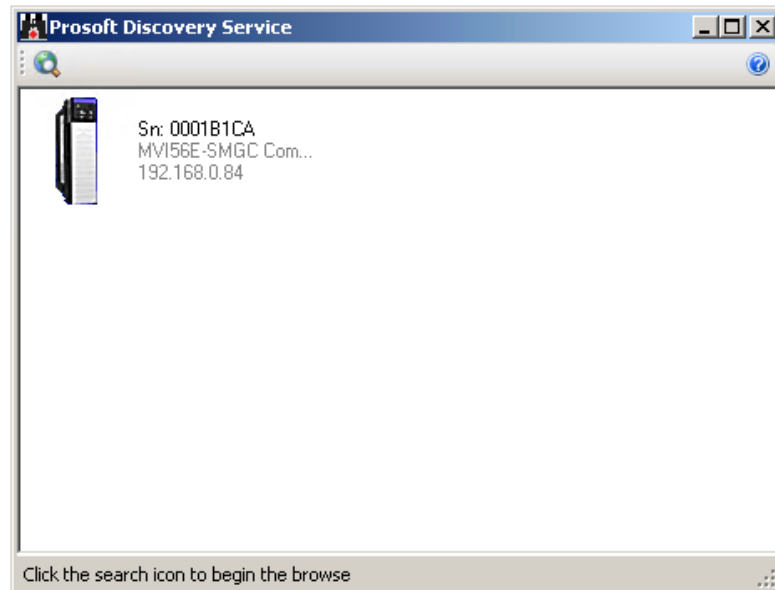 Prosoft Discovery Service
Sn: 0001B1CA
MVI56E-SMGC Com...
192.168.0.84
Click the search icon to begin the browse